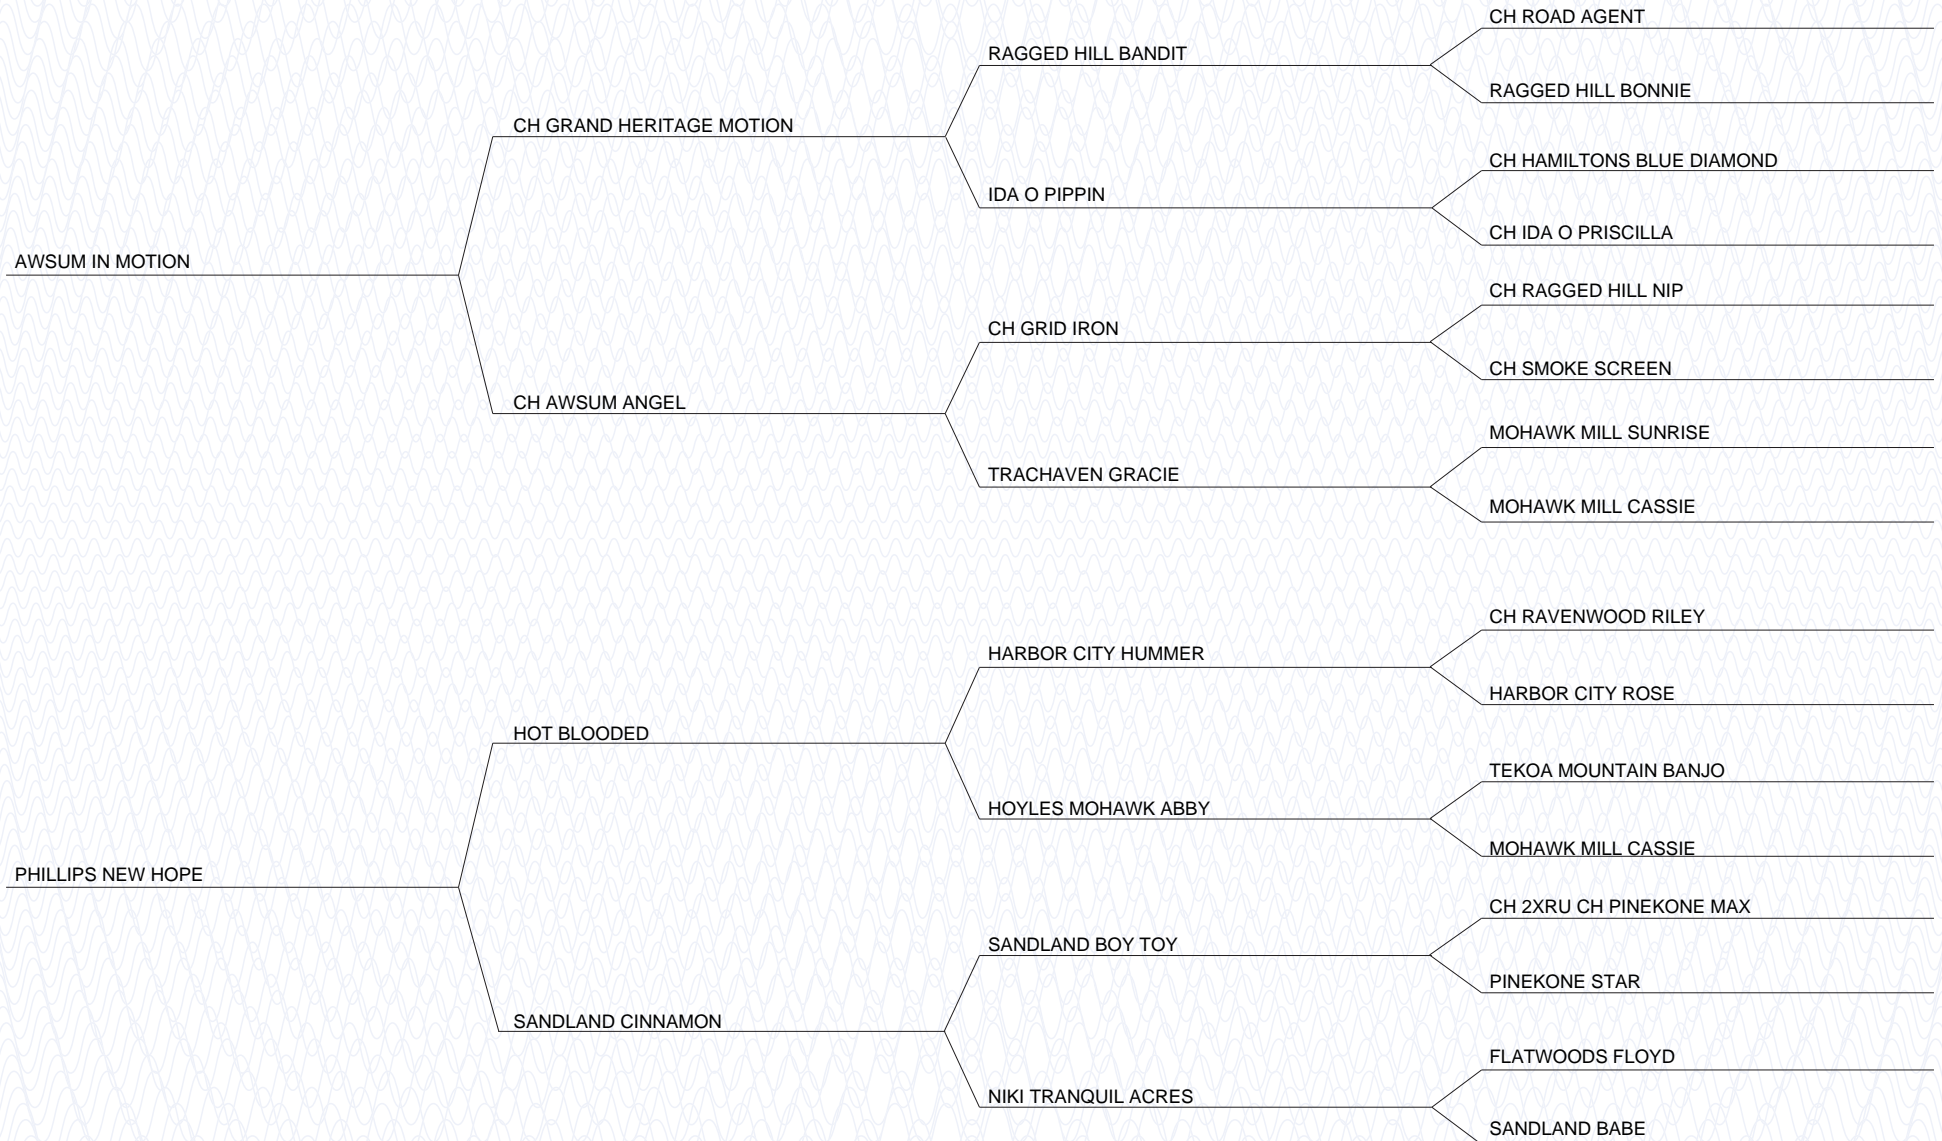 CH ROAD AGENT
RAGGED HILL BANDIT
RAGGED HILL BONNIE
CH GRAND HERITAGE MOTION
CH HAMILTONS BLUE DIAMOND
IDA O PIPPIN
CH IDA O PRISCILLA
AWSUM IN MOTION
CH RAGGED HILL NIP
CH GRID IRON
CH SMOKE SCREEN
CH AWSUM ANGEL
MOHAWK MILL SUNRISE
TRACHAVEN GRACIE
MOHAWK MILL CASSIE
CH RAVENWOOD RILEY
HARBOR CITY HUMMER
HARBOR CITY ROSE
HOT BLOODED
TEKOA MOUNTAIN BANJO
HOYLES MOHAWK ABBY
MOHAWK MILL CASSIE
PHILLIPS NEW HOPE
CH 2XRU CH PINEKONE MAX
SANDLAND BOY TOY
PINEKONE STAR
SANDLAND CINNAMON
FLATWOODS FLOYD
NIKI TRANQUIL ACRES
SANDLAND BABE